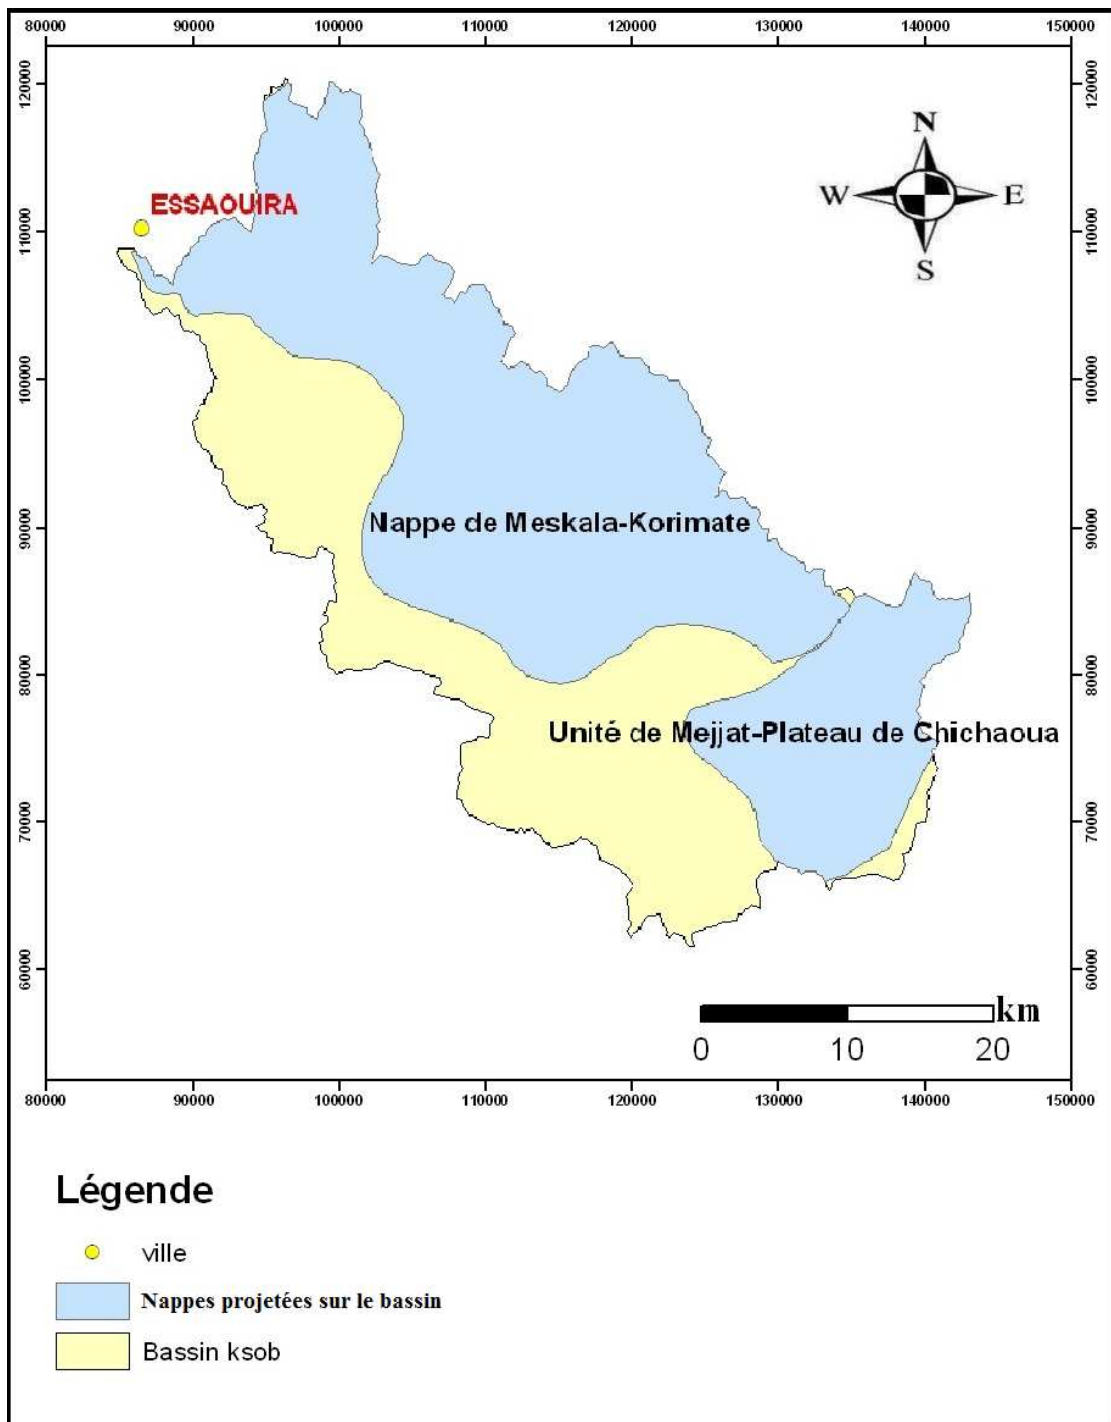 80000 90000 100000 110000 120000 130000 140000 150000
120000 120000
N
W E
S
ESSAOUIRA
110000 110000
100000 100000
Nappe de Meskala-Korimate
90000 90000
80000 80000
Unité de Mejjat-Plateau de Chichaoua
70000 70000
60000 60000
km
0 10 20
80000 90000 100000 110000 120000 130000 140000 150000
Légende
ville
Nappes projetées sur le bassin
Bassin ksob